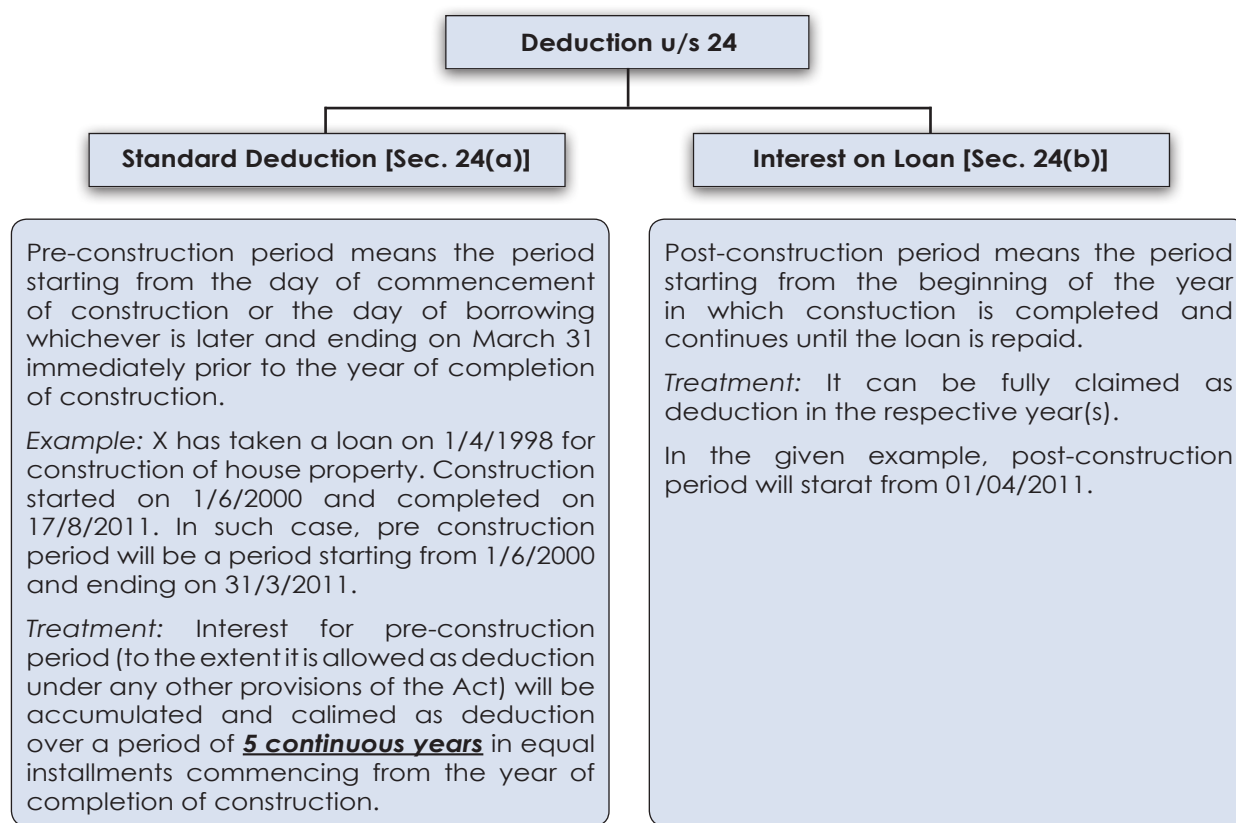 Deduction u/s 24
Standard Deduction [Sec. 24(a)]
Interest on Loan [Sec. 24(b)]
Pre-construction period means the period
starting from the day of commencement
of construction or the day of borrowing
whichever is later and ending on March 31
immediately prior to the year of completion
of construction.
Example: X has taken a loan on 1/4/1998 for
construction of house property. Construction
started on 1/6/2000 and completed on
17/8/2011. In such case, pre construction
period will be a period starting from 1/6/2000
and ending on 31/3/2011.
Treatment: Interest for pre-construction
period (to the extent it is allowed as deduction
under any other provisions of the Act) will be
accumulated and calimed as deduction
over a period of 5 continuous years in equal
installments commencing from the year of
completion of construction.
Post-construction period means the period
starting from the beginning of the year
in which constuction is completed and
continues until the loan is repaid.
Treatment: It can be fully claimed as
deduction in the respective year(s).
In the given example, post-construction
period will starat from 01/04/2011.